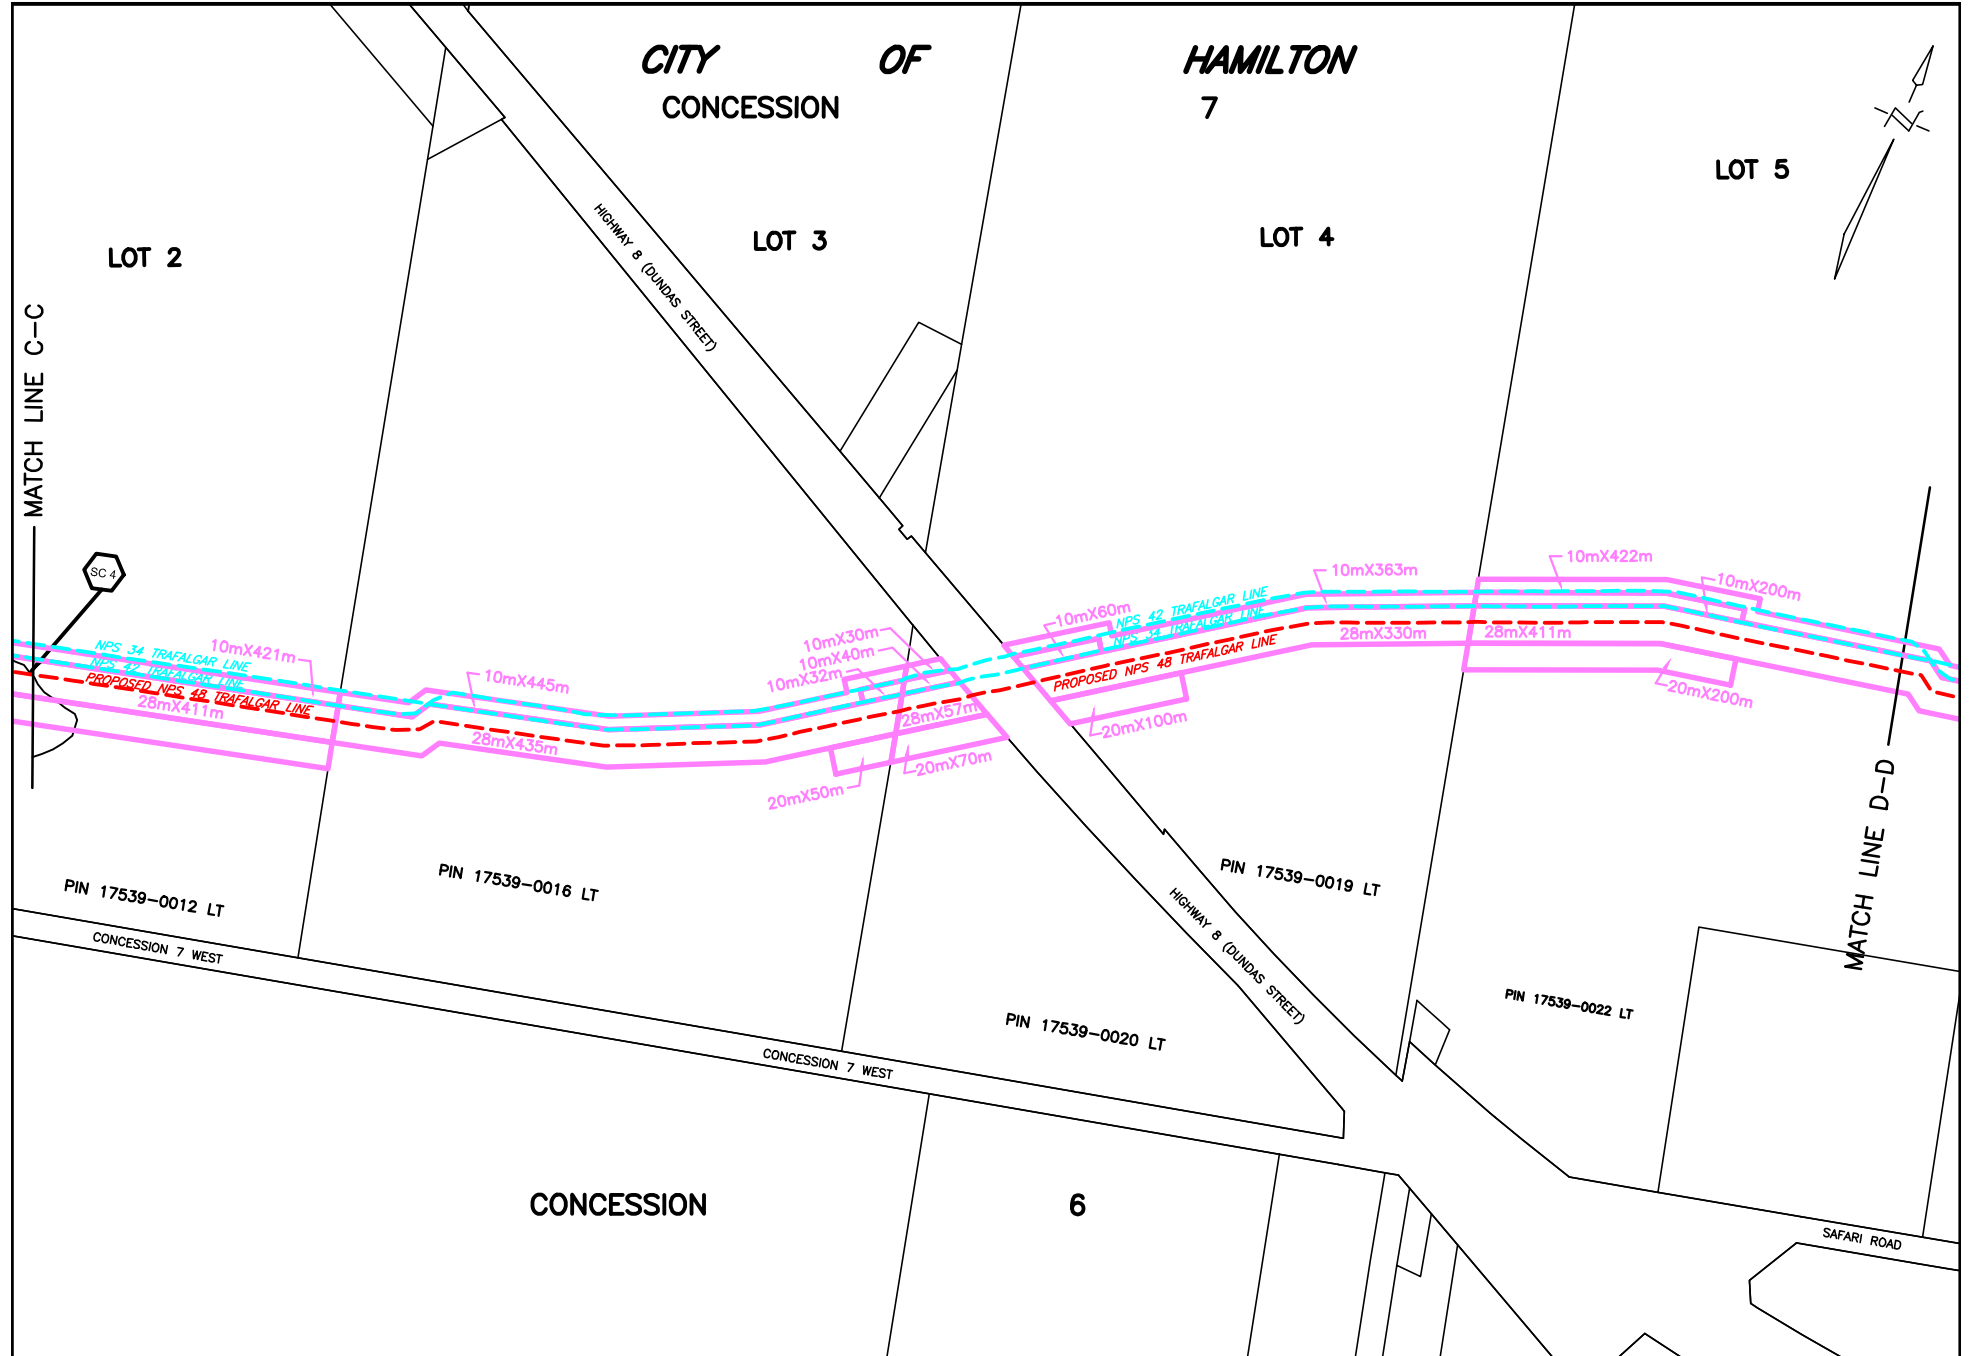 CITY OF HAMILTON
CONCESSION 7
LOT 5
LOT 4
LOT 3
LOT 2
HIGHWAY 8 (DUNDAS STREET)
MATCH LINE C-C
SC 4
10mX422m
10mX363m
10mX200m
NPS 42 TRAFALGAR LINE
10mX60m
NPS 34 TRAFALGAR LINE
28mX330m
28mX411m
10mX30m
PROPOSED NPS 48 TRAFALGAR LINE
NPS 34 TRAFALGAR LINE
10mX421m
10mX40m
NPS 42 TRAFALGAR LINE
10mX32m
10mX445m
PROPOSED NPS 48 TRAFALGAR LINE
28mX411m
20mX200m
28mX57m
20mX100m
28mX435m
20mX70m
20mX50m
MATCH LINE D-D
PIN 17539-0012 LT
PIN 17539-0016 LT
PIN 17539-0019 LT
HIGHWAY 8 (DUNDAS STREET)
CONCESSION 7 WEST
PIN 17539-0022 LT
PIN 17539-0020 LT
CONCESSION 7 WEST
CONCESSION 6
SAFARI ROAD